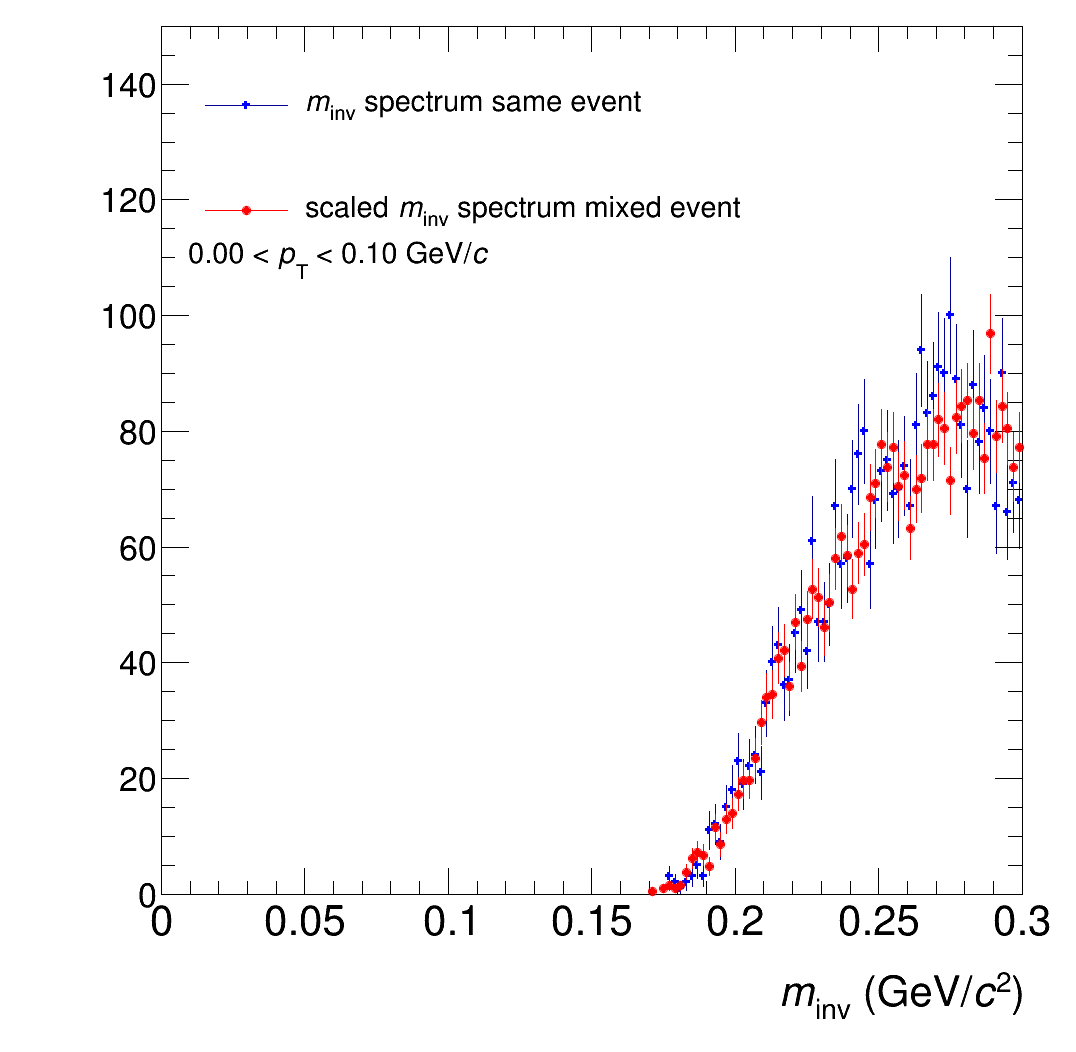 140
m_inv spectrum same event
120
scaled m_inv spectrum mixed event
0.00 < p_T < 0.10 GeV/c
100
80
60
40
20
0
0 0.05 0.1 0.15 0.2 0.25 0.3
m_inv (GeV/c²)